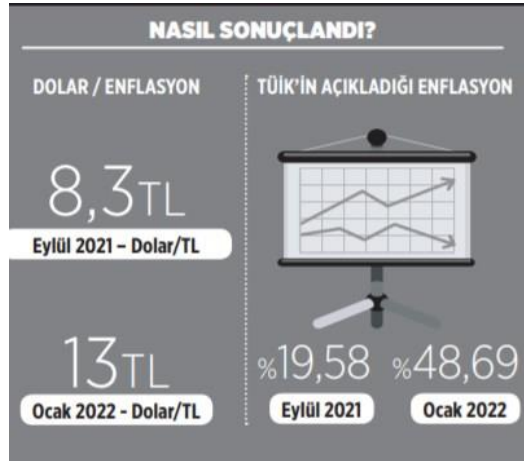 NASIL SONUÇLANDI?
DOLAR / ENFLASYON
8,3TL
Eylül 2021 – Dolar/TL
13TL
Ocak 2022 - Dolar/TL
TÜİK'İN AÇIKLADIĞI ENFLASYON
%19,58
Eylül 2021
%48,69
Ocak 2022